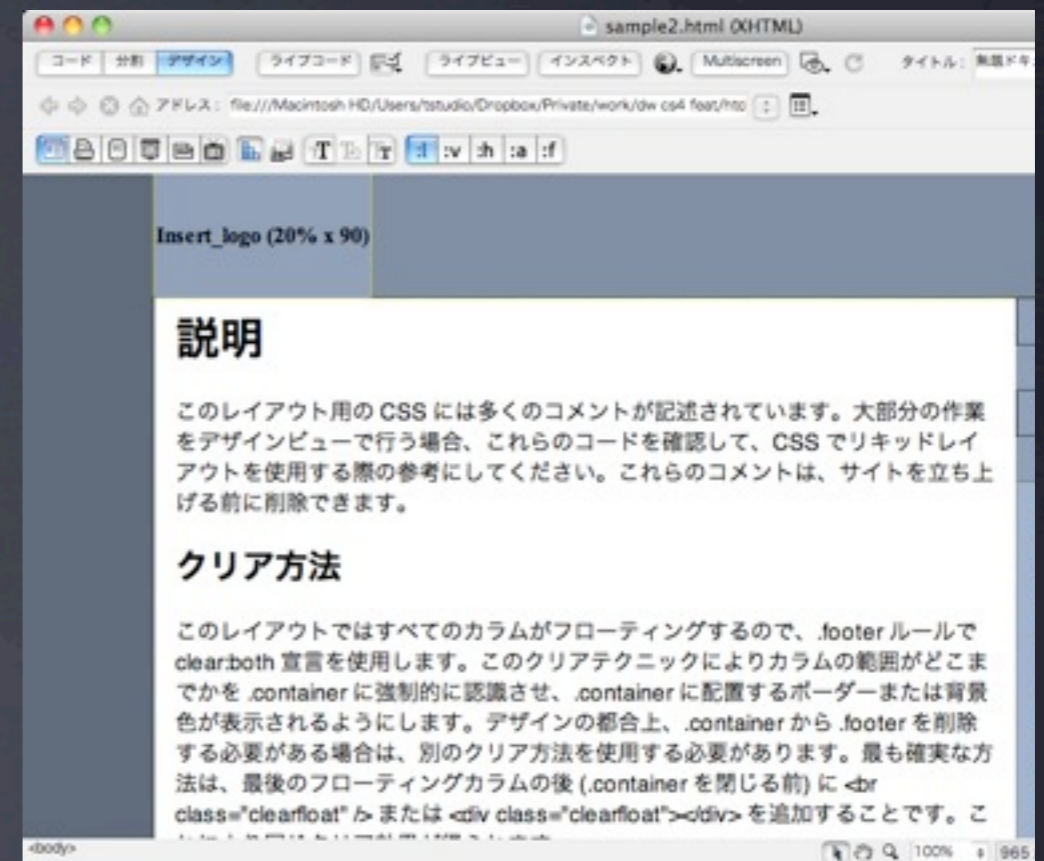 sample2.html (XHTML)
コード 分割 デザイン ライブコード ライブビュー インスペクト Multiscreen タイトル: 無題ドキ
アドレス: file:///Macintosh HD/Users/tstudio/Dropbox/Private/work/dw cs4 feat/htc
:l :v :h :a :f
Insert_logo (20% x 90)
説明
このレイアウト用の CSS には多くのコメントが記述されています。大部分の作業
をデザインビューで行う場合、これらのコードを確認して、CSS でリキッドレイ
アウトを使用する際の参考にしてください。これらのコメントは、サイトを立ち上
げる前に削除できます。
クリア方法
このレイアウトではすべてのカラムがフローティングするので、.footer ルールで
clear:both 宣言を使用します。このクリアテクニックによりカラムの範囲がどこま
でかを .container に強制的に認識させ、.container に配置するボーダーまたは背景
色が表示されるようにします。デザインの都合上、.container から .footer を削除
する必要がある場合は、別のクリア方法を使用する必要があります。最も確実な方
法は、最後のフローティングカラムの後 (.container を閉じる前) に <br
class="clearfloat" /> または <div class="clearfloat"></div> を追加することです。こ
<body> 100% 965